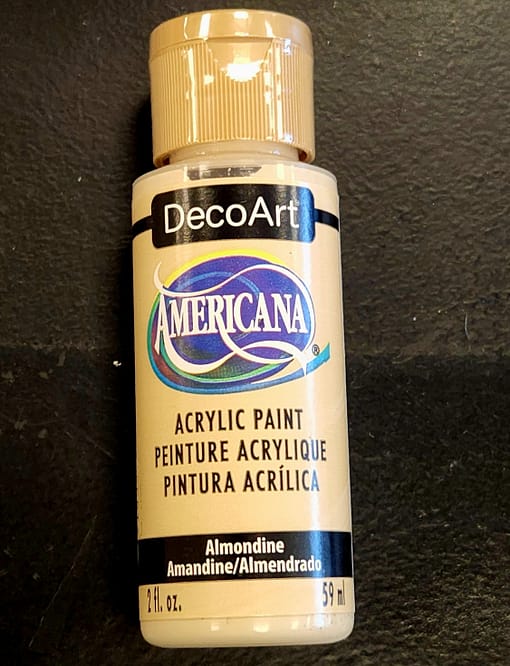 DecoArt
AMERICANA®
ACRYLIC PAINT
PEINTURE ACRYLIQUE
PINTURA ACRÍLICA
Almondine
Amandine/Almendrado
2 fl. oz. 59 ml